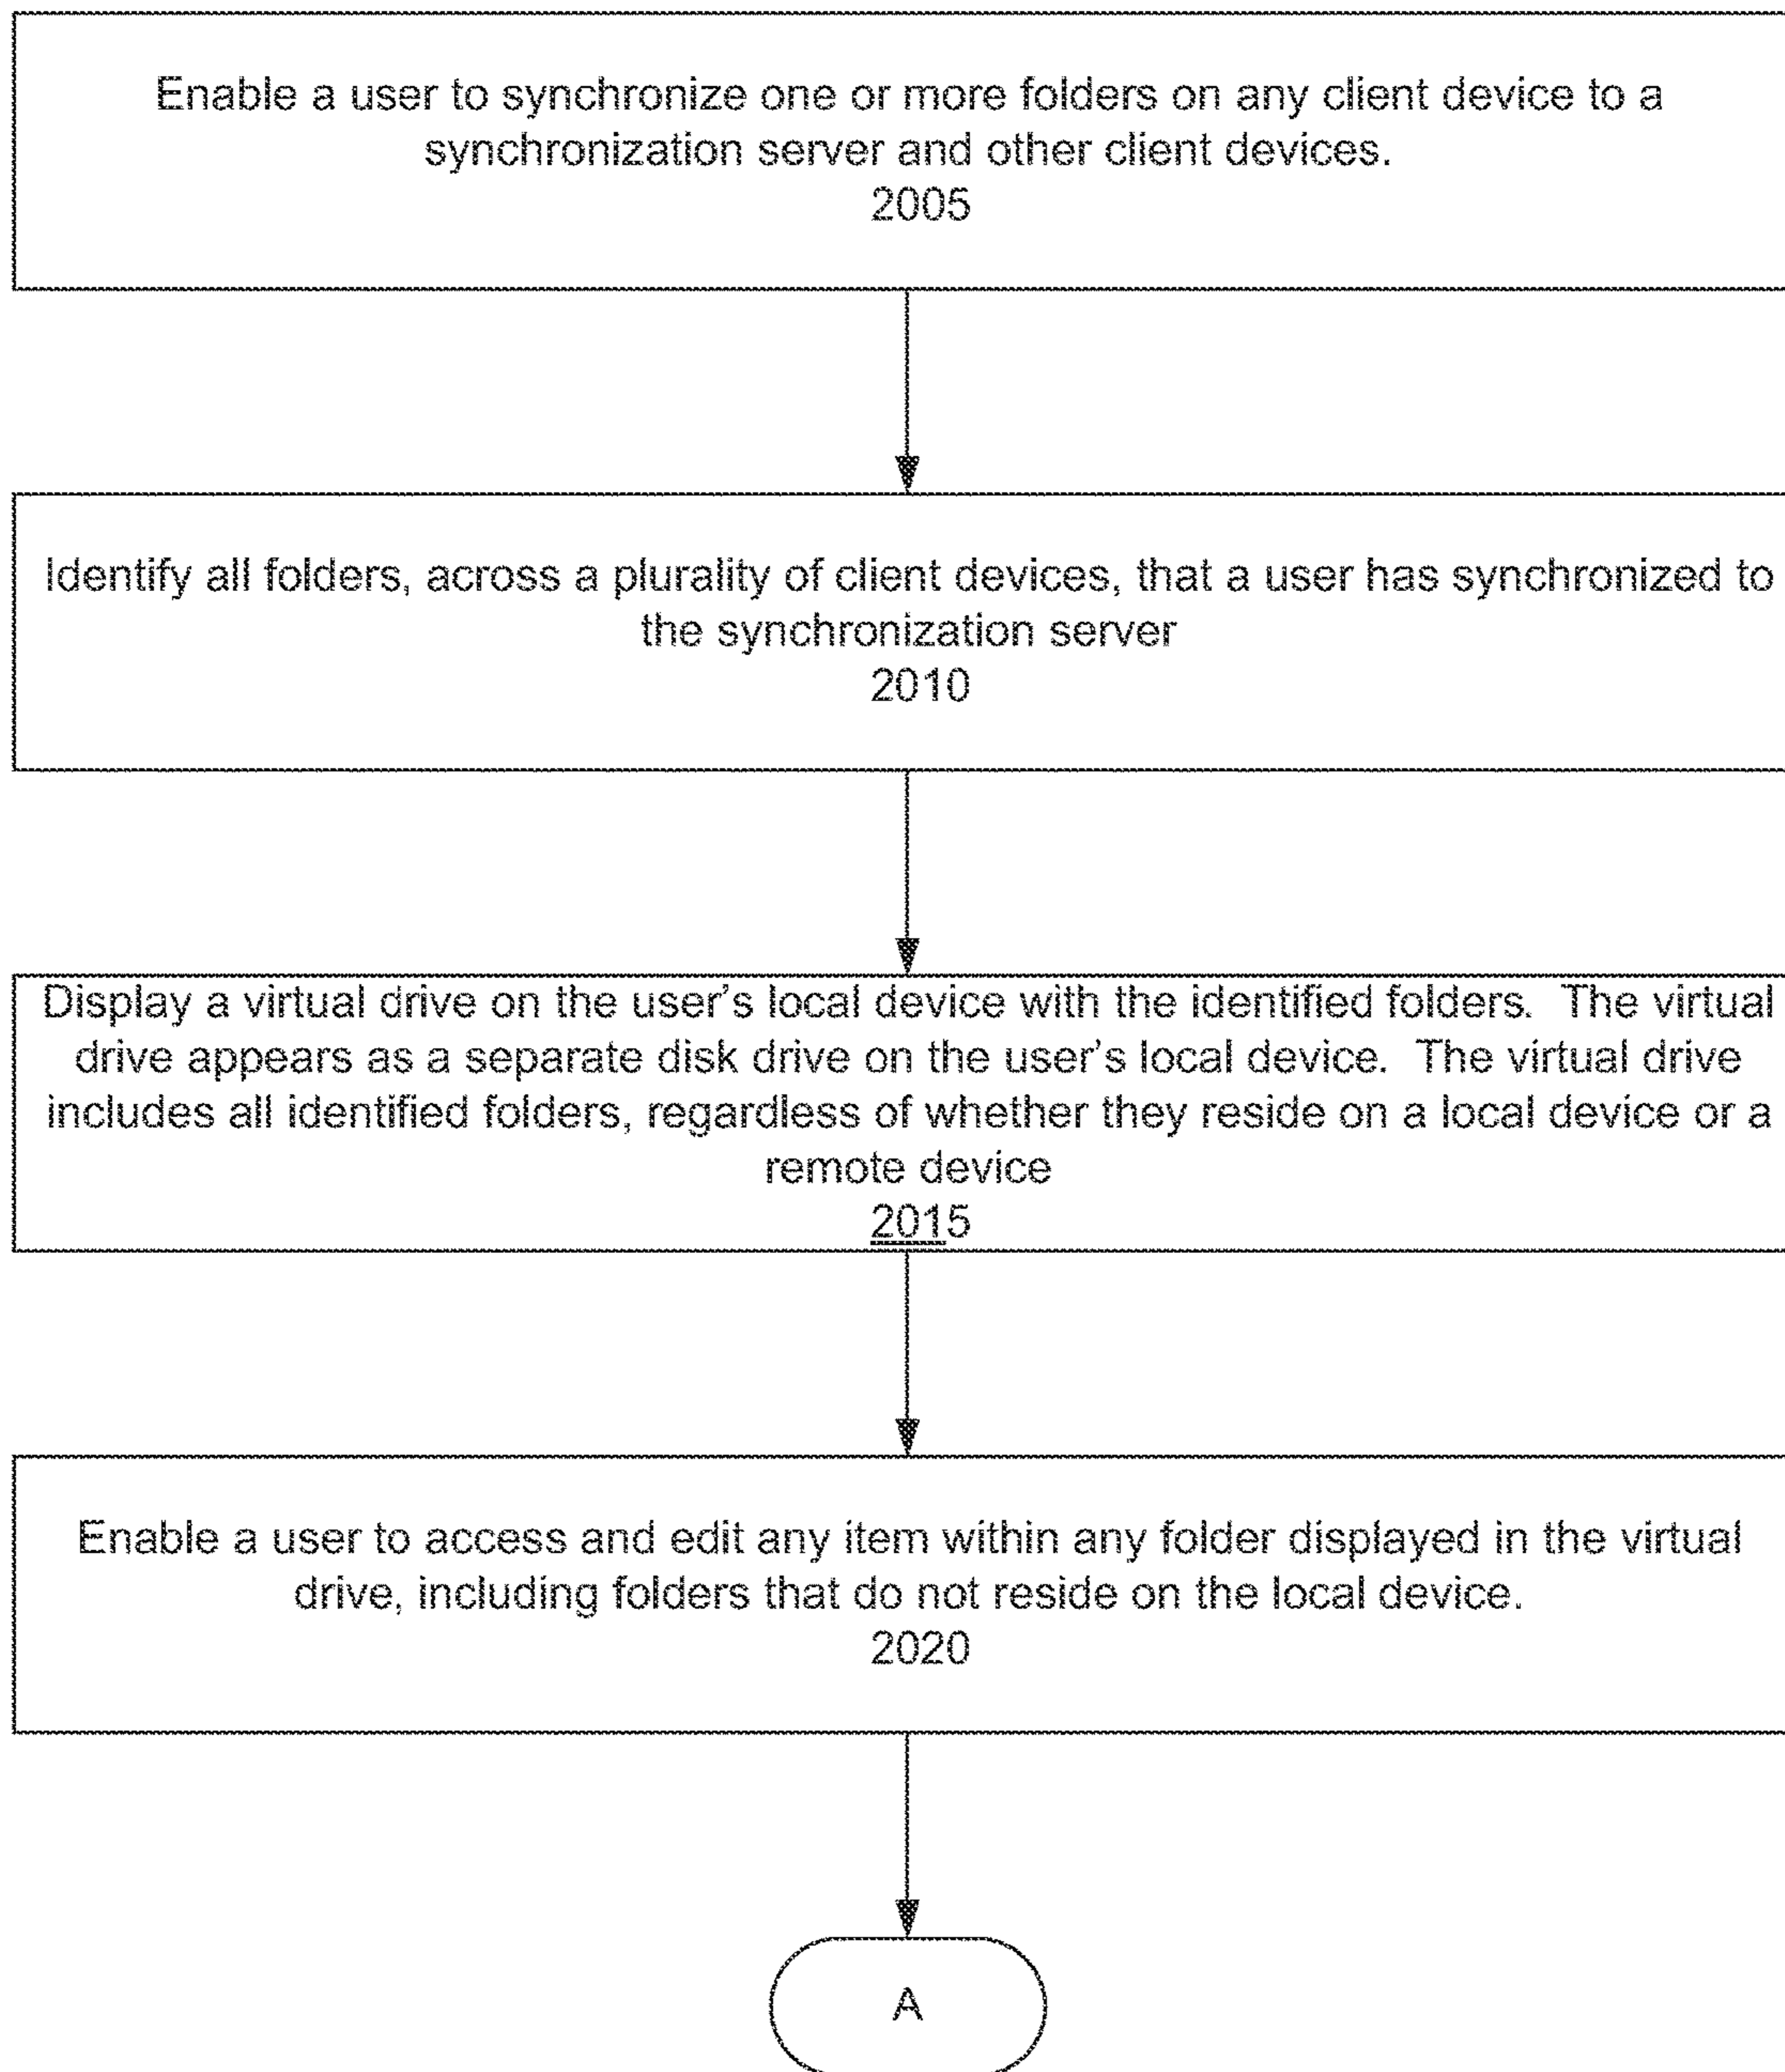 Enable a user to synchronize one or more folders on any client device to a
synchronization server and other client devices.
2005
Identify all folders, across a plurality of client devices, that a user has synchronized to
the synchronization server
2010
Display a virtual drive on the user's local device with the identified folders.  The virtual
drive appears as a separate disk drive on the user's local device.  The virtual drive
includes all identified folders, regardless of whether they reside on a local device or a
remote device
2015
Enable a user to access and edit any item within any folder displayed in the virtual
drive, including folders that do not reside on the local device.
2020
A